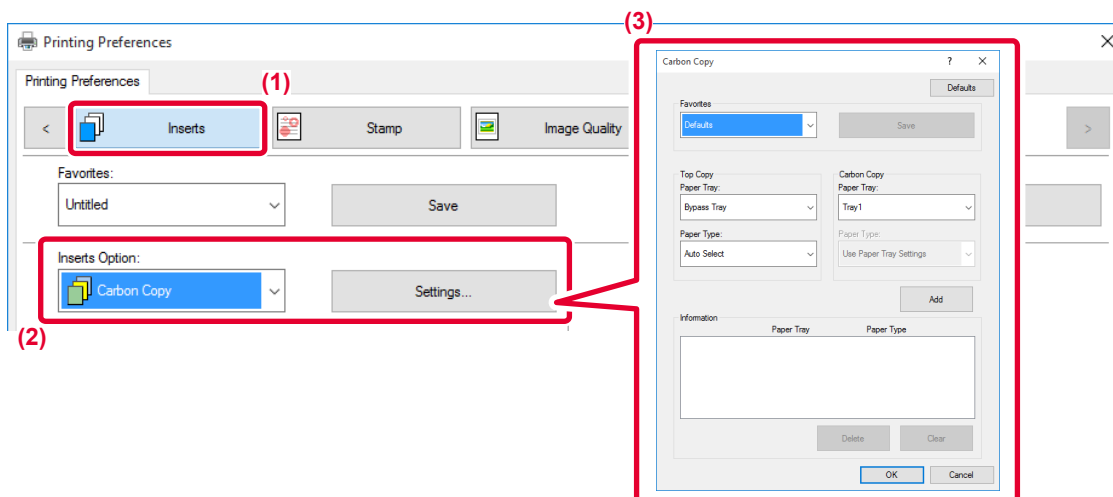 (3)
Printing Preferences
Printing Preferences
(1)
<
Inserts
Stamp
Image Quality
>
Favorites:
Untitled
Save
Inserts Option:
Carbon Copy
Settings...
(2)
Carbon Copy
?
Defaults
Favorites
Defaults
Save
Top Copy
Carbon Copy
Paper Tray:
Paper Tray:
Bypass Tray
Tray1
Paper Type:
Paper Type:
Auto Select
Use Paper Tray Settings
Add
Information
Paper Tray
Paper Type
Delete
Clear
OK
Cancel